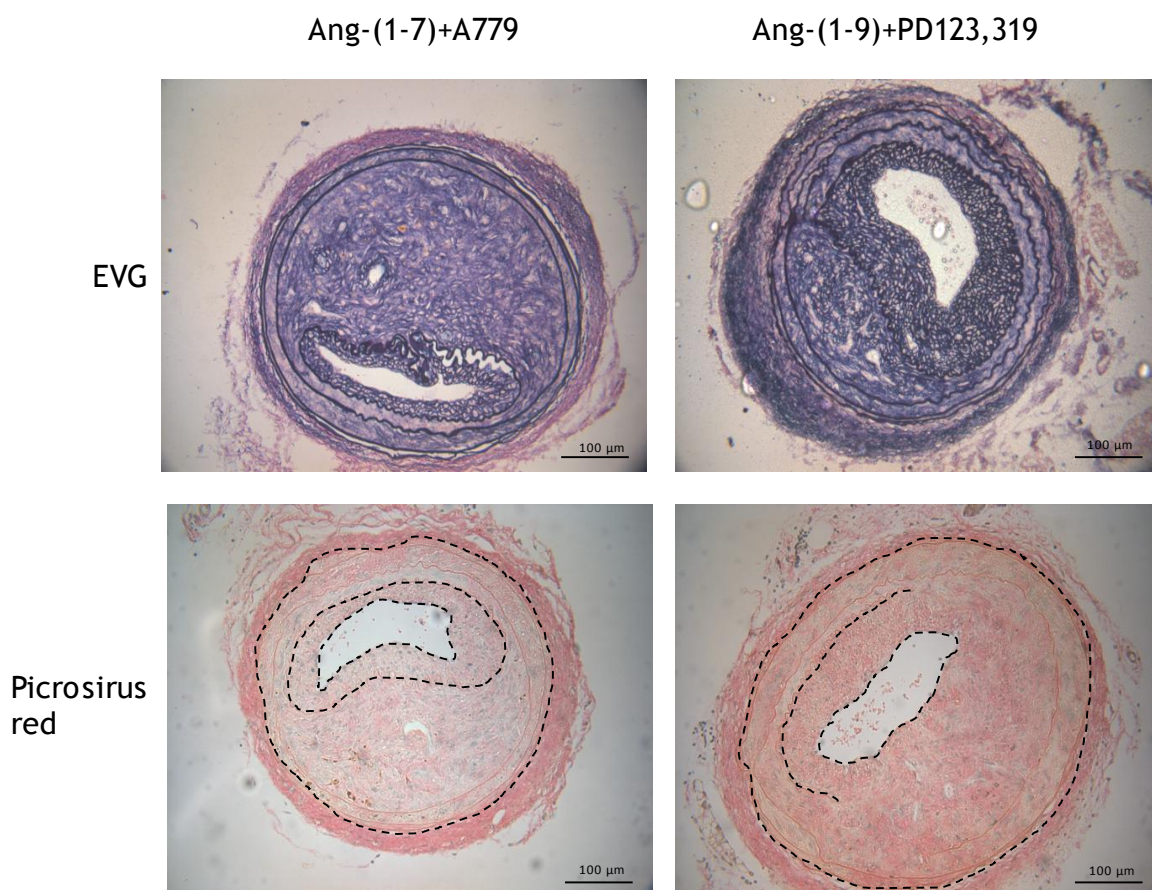 Ang-(1-7)+A779
Ang-(1-9)+PD123,319
EVG
100 µm
100 µm
Picrosirus
red
100 µm
100 µm